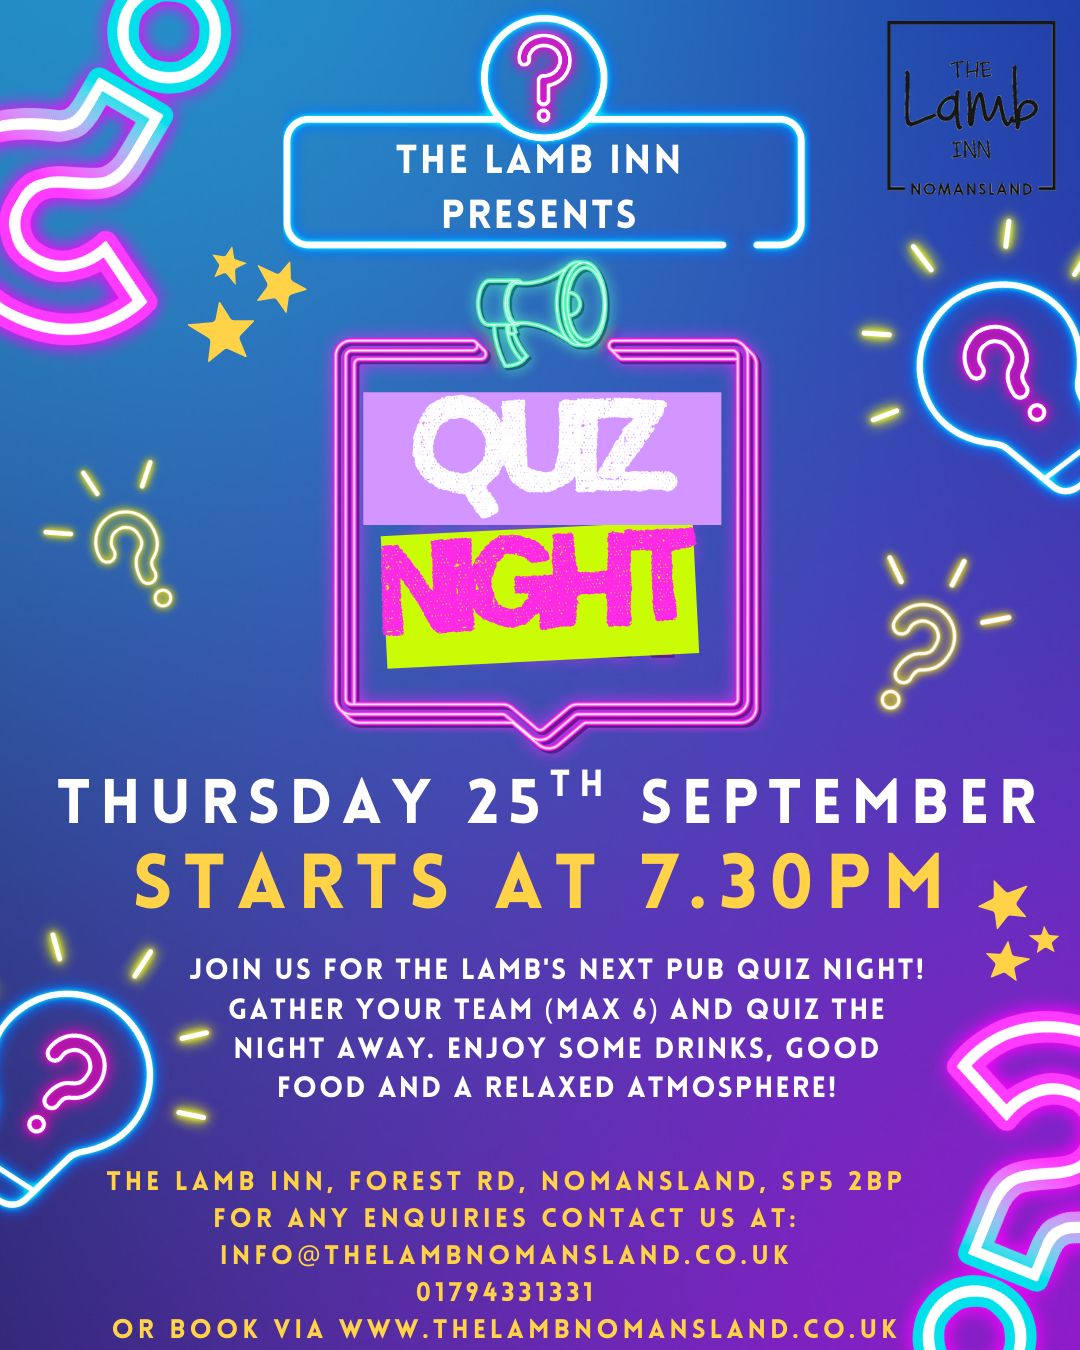 THE LAMB INN
PRESENTS
THE
Lamb
INN
NOMANSLAND
QUIZ
NIGHT
THURSDAY 25TH SEPTEMBER
STARTS AT 7.30PM
JOIN US FOR THE LAMB'S NEXT PUB QUIZ NIGHT!
GATHER YOUR TEAM (MAX 6) AND QUIZ THE
NIGHT AWAY. ENJOY SOME DRINKS, GOOD
FOOD AND A RELAXED ATMOSPHERE!
THE LAMB INN, FOREST RD, NOMANSLAND, SP5 2BP
FOR ANY ENQUIRIES CONTACT US AT:
INFO@THELAMBNOMANSLAND.CO.UK
01794331331
OR BOOK VIA WWW.THELAMBNOMANSLAND.CO.UK